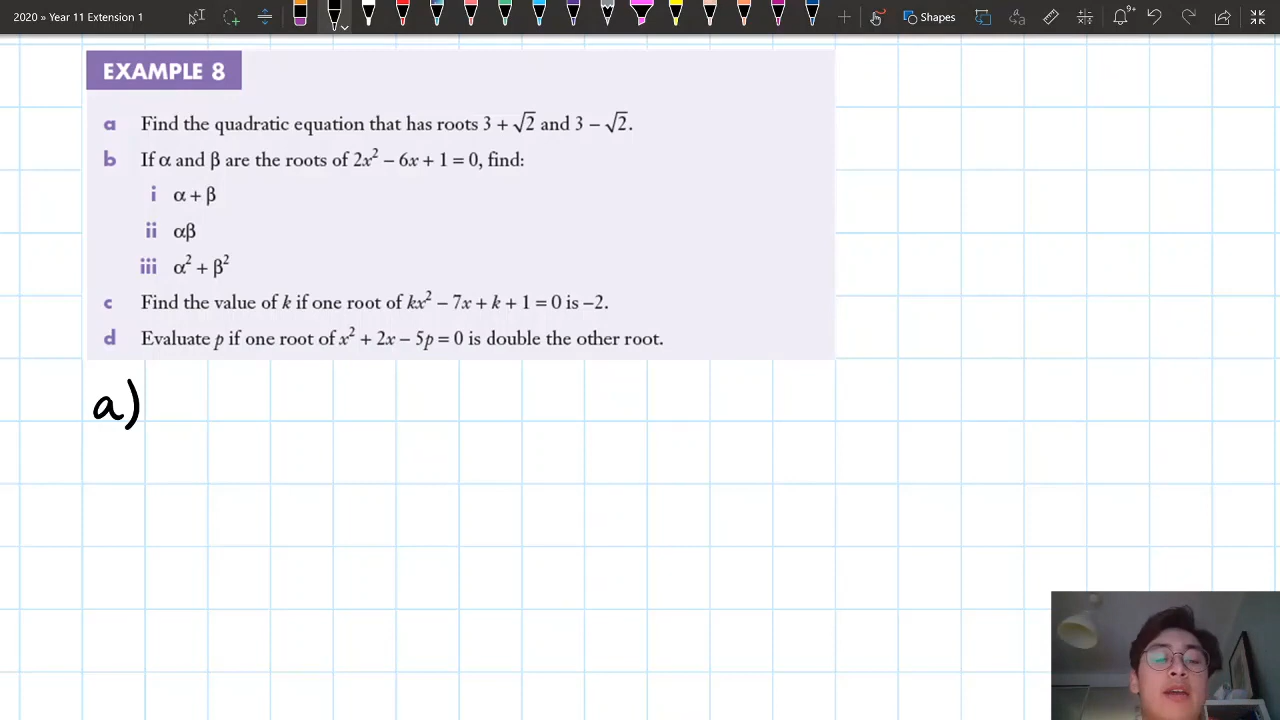 2020 » Year 11 Extension 1
Shapes
9+
EXAMPLE 8
a Find the quadratic equation that has roots 3 + √2 and 3 − √2.
b If α and β are the roots of 2x² − 6x + 1 = 0, find:
i α + β
ii αβ
iii α² + β²
c Find the value of k if one root of kx² − 7x + k + 1 = 0 is −2.
d Evaluate p if one root of x² + 2x − 5p = 0 is double the other root.
a)